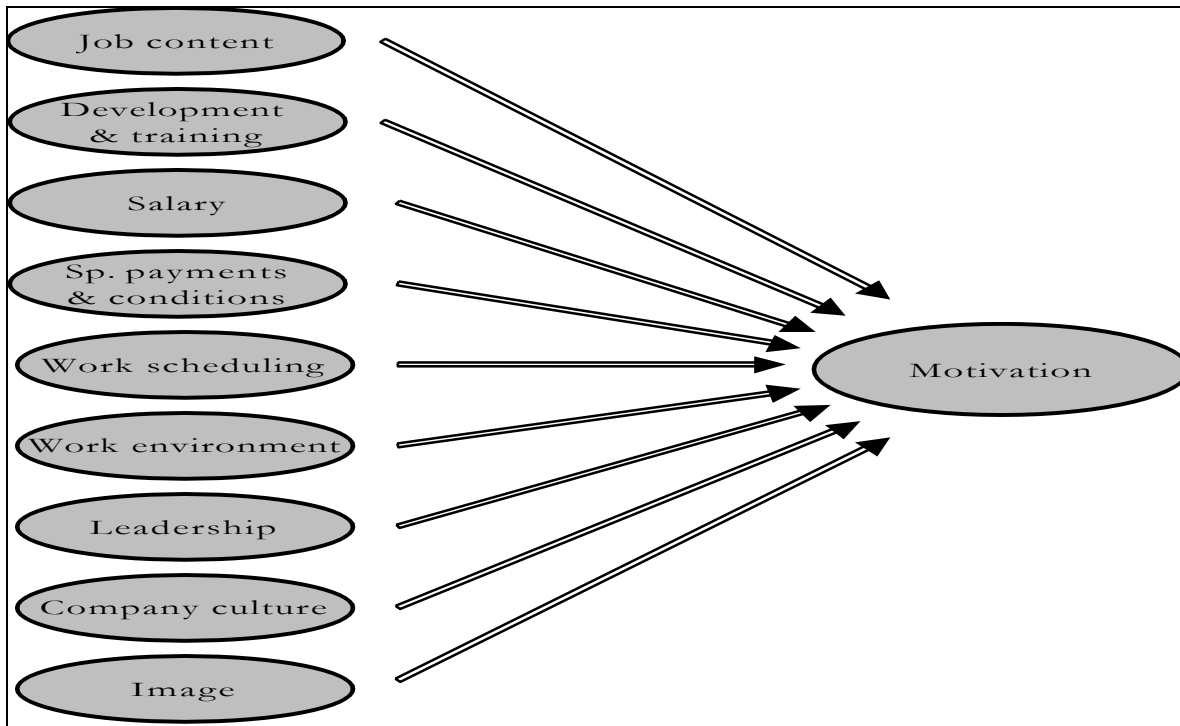 Job content
Development
& training
Salary
Sp. payments
& conditions
Work scheduling
Work environment
Leadership
Company culture
Image
Motivation